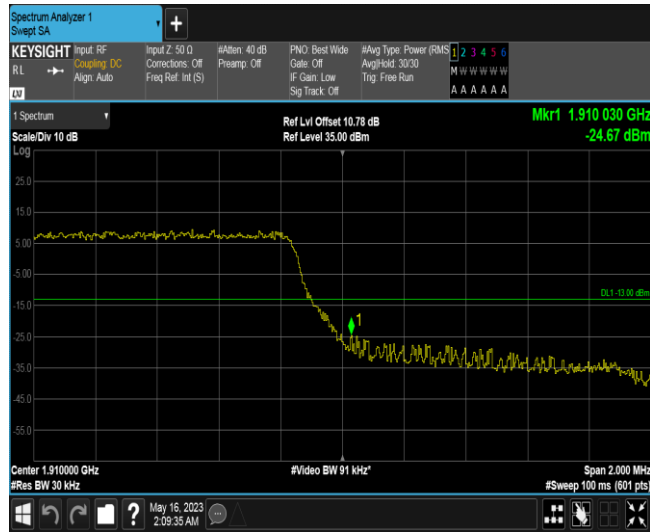 Spectrum Analyzer 1
Swept SA
+
KEYSIGHT
RL
LXI
Input: RF
Coupling: DC
Align: Auto
Input Z: 50 Ω
Corrections: Off
Freq Ref: Int (S)
#Atten: 40 dB
Preamp: Off
PNO: Best Wide
Gate: Off
IF Gain: Low
Sig Track: Off
#Avg Type: Power (RMS
Avg|Hold: 30/30
Trig: Free Run
1 2 3 4 5 6
M W W W W W
A A A A A A
1 Spectrum
Scale/Div 10 dB
Log
Ref Lvl Offset 10.78 dB
Ref Level 35.00 dBm
Mkr1 1.910 030 GHz
-24.67 dBm
25.0
15.0
5.00
-5.00
-15.0
-25.0
-35.0
-45.0
-55.0
DL1 -13.00 dBm
1
Center 1.910000 GHz
#Res BW 30 kHz
#Video BW 91 kHz*
Span 2.000 MHz
#Sweep 100 ms (601 pts)
?
May 16, 2023
2:09:35 AM